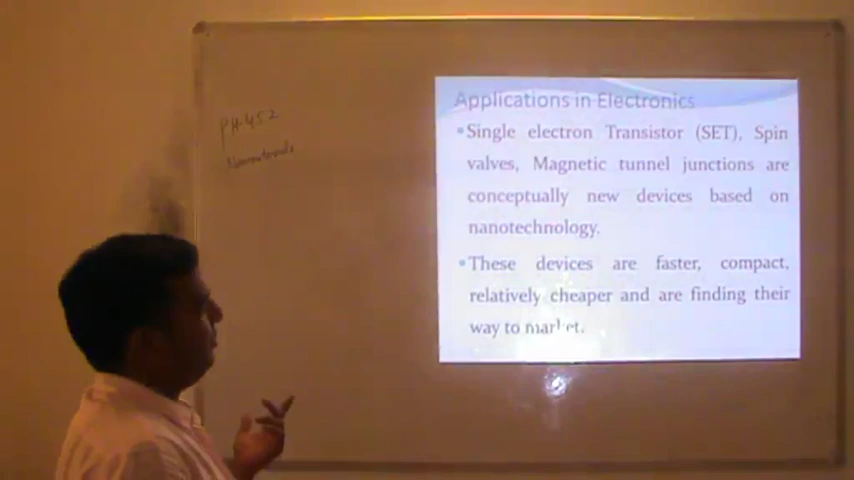 PH-452
Nanomaterials
Applications in Electronics
Single electron Transistor (SET), Spin
valves, Magnetic tunnel junctions are
conceptually new devices based on
nanotechnology.
These devices are faster, compact,
relatively cheaper and are finding their
way to market.